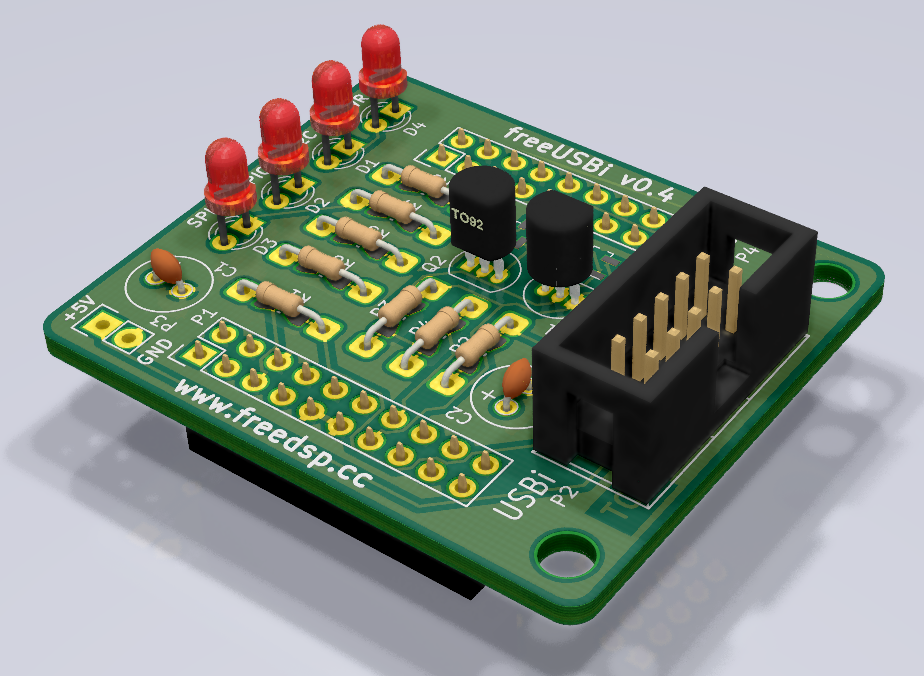 freeUSBi v0.4
D4
D1
D2
D3
TO92
Q2
P4
C1
+5V
P3
GND
P1
C2
+
www.freedsp.cc
USBi
P2